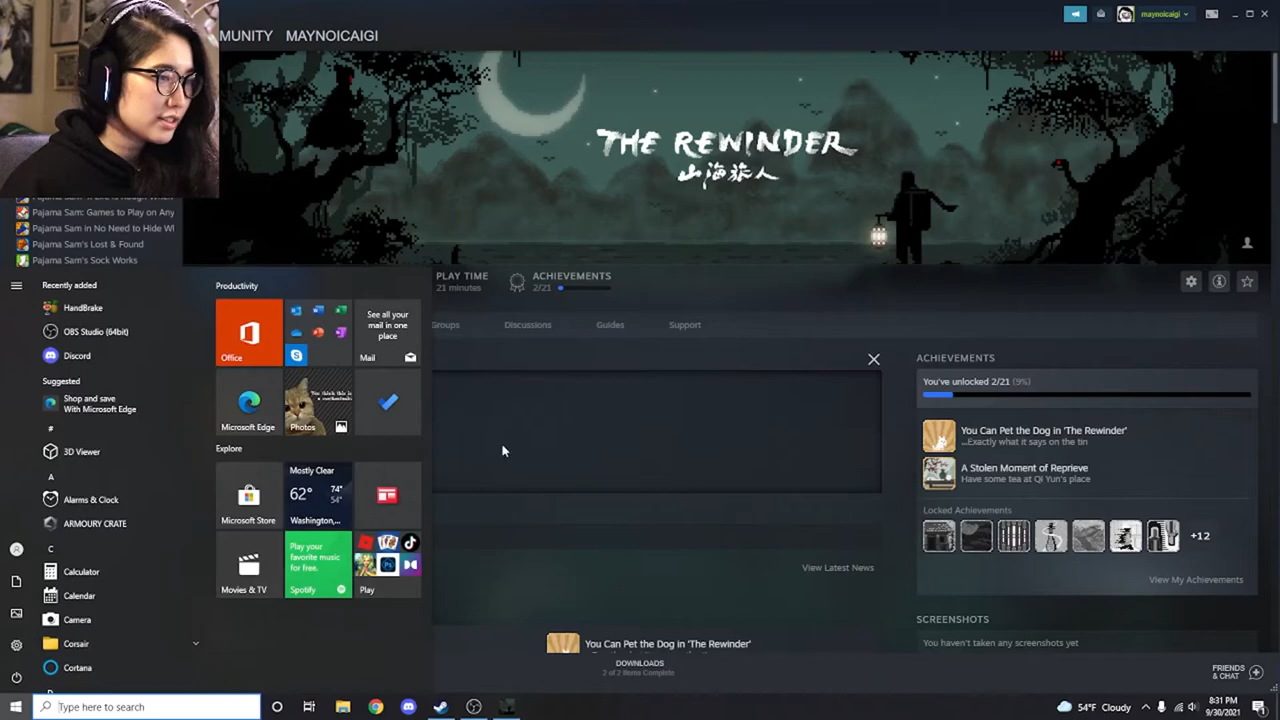 maynoicaigi
MUNITY MAYNOICAIGI
THE REWINDER
山海旅人
Pajama Sam: Games to Play on Any
Pajama Sam in No Need to Hide Wl
Pajama Sam's Lost & Found
Pajama Sam's Sock Works
PLAY TIME
21 minutes
ACHIEVEMENTS
2/21
Groups
Discussions
Guides
Support
Recently added
HandBrake
OBS Studio (64bit)
Discord
Suggested
Shop and save
With Microsoft Edge
#
3D Viewer
A
Alarms & Clock
ARMOURY CRATE
C
Calculator
Calendar
Camera
Corsair
Cortana
Productivity
Office
See all your
mail in one
place
Mail
Microsoft Edge
Photos
Explore
Microsoft Store
Mostly Clear
62° 74°
54°
Washington,...
Movies & TV
Play your
favorite music
for free.
Spotify
Play
ACHIEVEMENTS
You've unlocked 2/21 (9%)
You Can Pet the Dog in 'The Rewinder'
...Exactly what it says on the tin
A Stolen Moment of Reprieve
Have some tea at Qi Yun's place
Locked Achievements
+12
View My Achievements
View Latest News
SCREENSHOTS
You haven't taken any screenshots yet
You Can Pet the Dog in 'The Rewinder'
DOWNLOADS
2 of 2 Items Complete
FRIENDS
& CHAT
Type here to search
54°F Cloudy
8:31 PM
9/30/2021